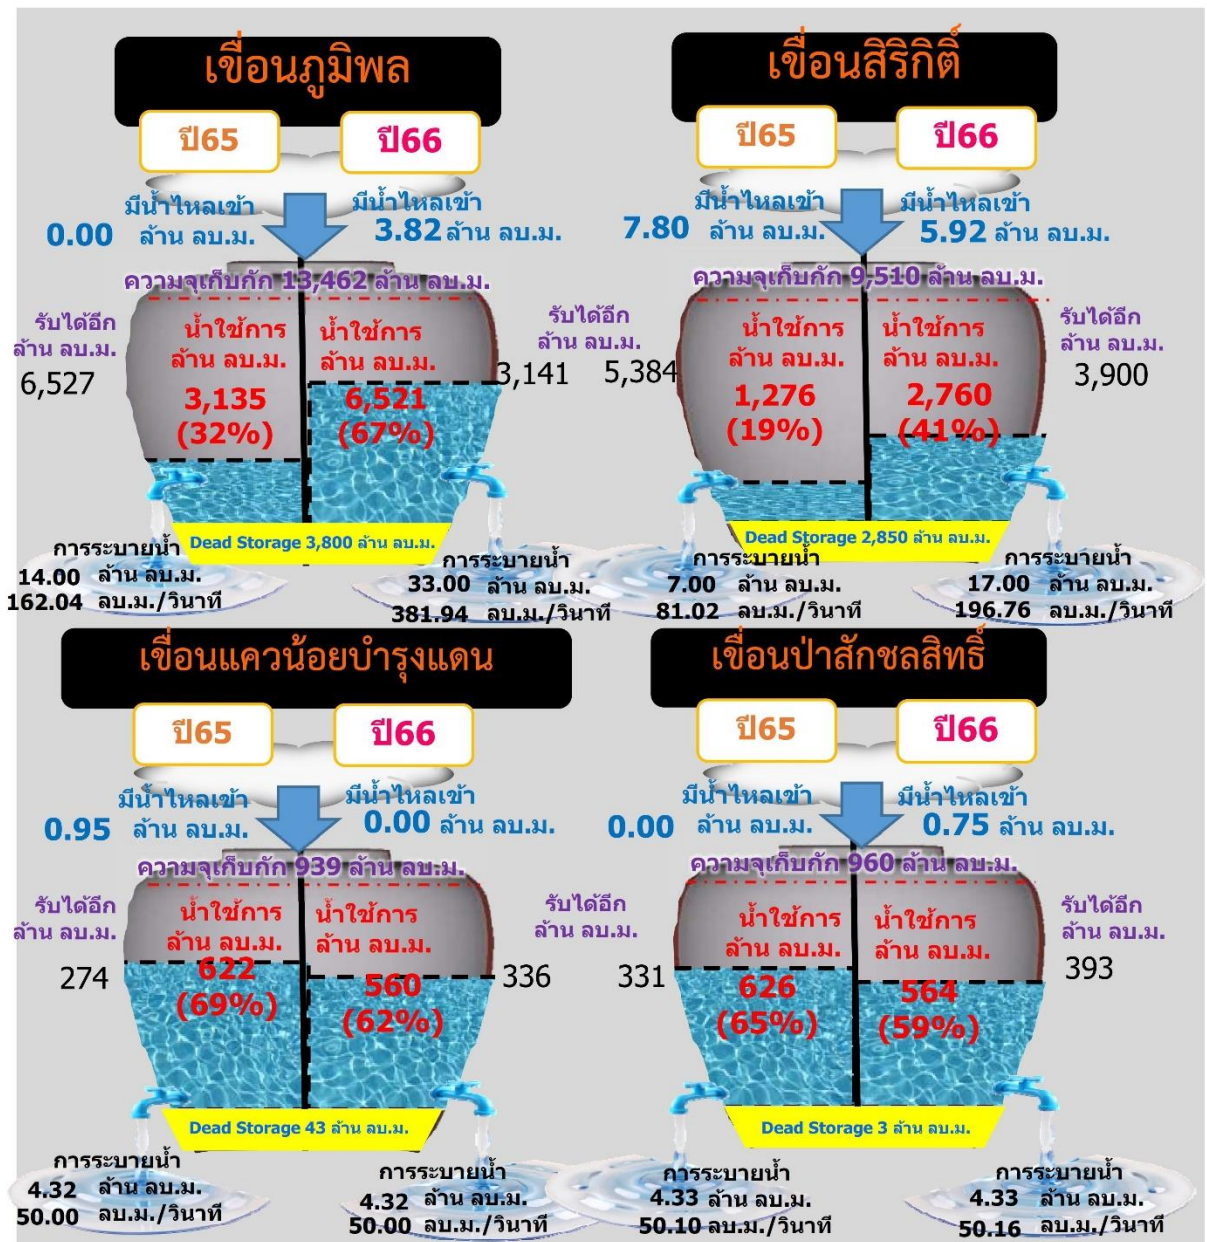 เขื่อนภูมิพล
ปี65
ปี66
มีน้ำไหลเข้า
0.00 ล้าน ลบ.ม.
มีน้ำไหลเข้า
3.82 ล้าน ลบ.ม.
ความจุเก็บกัก 13,462 ล้าน ลบ.ม.
รับได้อีก
ล้าน ลบ.ม.
6,527
น้ำใช้การ
ล้าน ลบ.ม.
3,135
(32%)
น้ำใช้การ
ล้าน ลบ.ม.
6,521
(67%)
รับได้อีก
ล้าน ลบ.ม.
3,141
Dead Storage 3,800 ล้าน ลบ.ม.
การระบายน้ำ
14.00 ล้าน ลบ.ม.
162.04 ลบ.ม./วินาที
การระบายน้ำ
33.00 ล้าน ลบ.ม.
381.94 ลบ.ม./วินาที
เขื่อนสิริกิติ์
ปี65
ปี66
มีน้ำไหลเข้า
7.80 ล้าน ลบ.ม.
มีน้ำไหลเข้า
5.92 ล้าน ลบ.ม.
ความจุเก็บกัก 9,510 ล้าน ลบ.ม.
5,384
น้ำใช้การ
ล้าน ลบ.ม.
1,276
(19%)
น้ำใช้การ
ล้าน ลบ.ม.
2,760
(41%)
รับได้อีก
ล้าน ลบ.ม.
3,900
Dead Storage 2,850 ล้าน ลบ.ม.
การระบายน้ำ
7.00 ล้าน ลบ.ม.
81.02 ลบ.ม./วินาที
การระบายน้ำ
17.00 ล้าน ลบ.ม.
196.76 ลบ.ม./วินาที
เขื่อนแควน้อยบำรุงแดน
ปี65
ปี66
มีน้ำไหลเข้า
0.95 ล้าน ลบ.ม.
มีน้ำไหลเข้า
0.00 ล้าน ลบ.ม.
ความจุเก็บกัก 939 ล้าน ลบ.ม.
รับได้อีก
ล้าน ลบ.ม.
274
น้ำใช้การ
ล้าน ลบ.ม.
622
(69%)
น้ำใช้การ
ล้าน ลบ.ม.
560
(62%)
รับได้อีก
ล้าน ลบ.ม.
336
Dead Storage 43 ล้าน ลบ.ม.
การระบายน้ำ
4.32 ล้าน ลบ.ม.
50.00 ลบ.ม./วินาที
การระบายน้ำ
4.32 ล้าน ลบ.ม.
50.00 ลบ.ม./วินาที
เขื่อนป่าสักชลสิทธิ์
ปี65
ปี66
มีน้ำไหลเข้า
0.00 ล้าน ลบ.ม.
มีน้ำไหลเข้า
0.75 ล้าน ลบ.ม.
ความจุเก็บกัก 960 ล้าน ลบ.ม.
331
น้ำใช้การ
ล้าน ลบ.ม.
626
(65%)
น้ำใช้การ
ล้าน ลบ.ม.
564
(59%)
รับได้อีก
ล้าน ลบ.ม.
393
Dead Storage 3 ล้าน ลบ.ม.
การระบายน้ำ
4.33 ล้าน ลบ.ม.
50.10 ลบ.ม./วินาที
การระบายน้ำ
4.33 ล้าน ลบ.ม.
50.16 ลบ.ม./วินาที